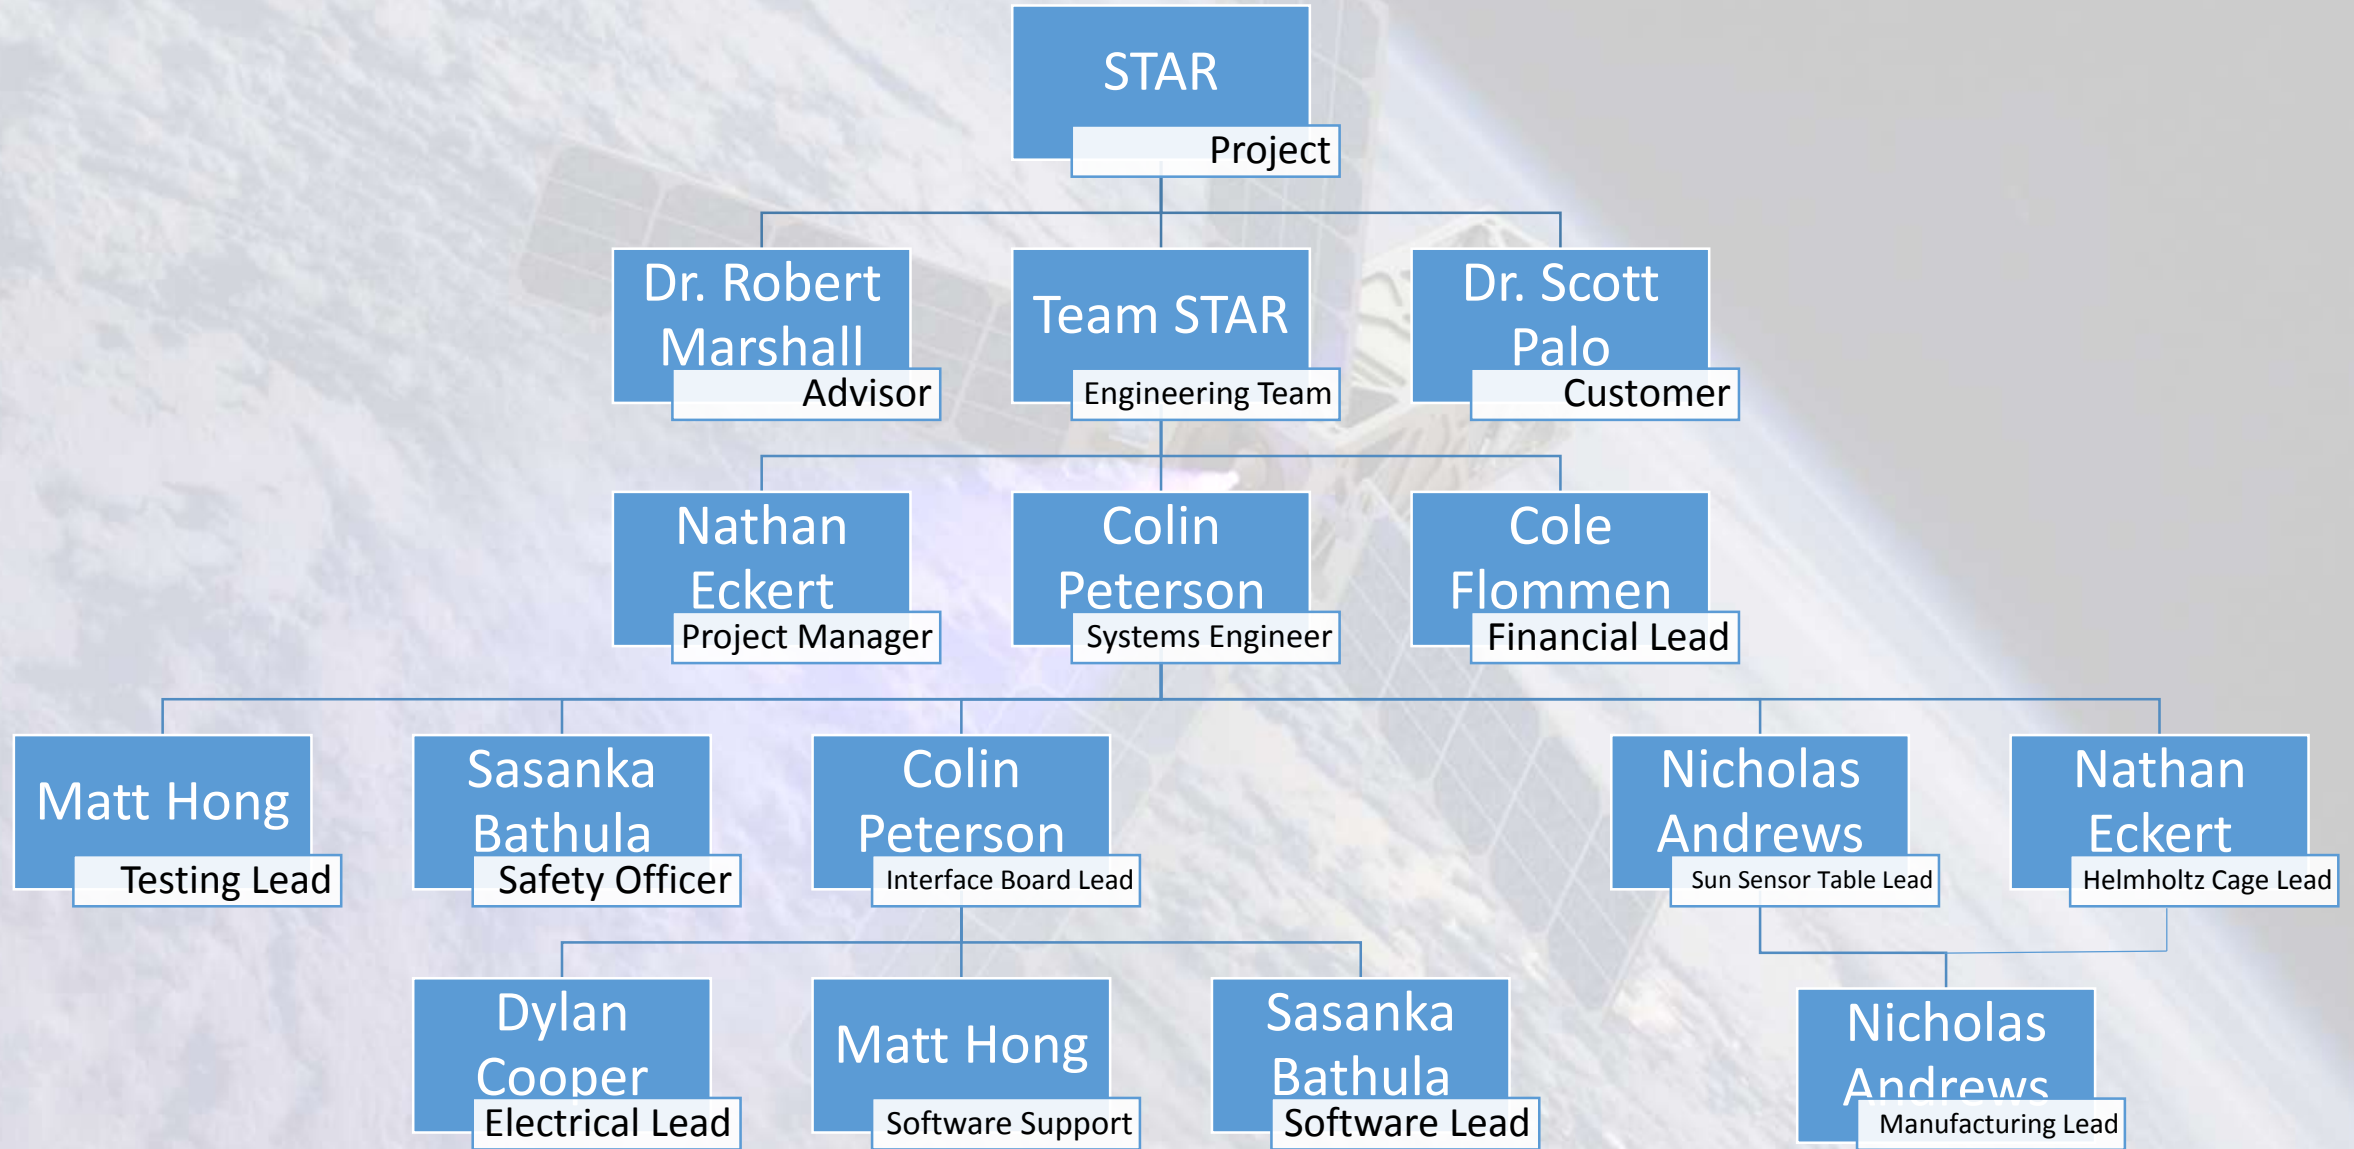 STAR
Project
Dr. Robert
Marshall
Advisor
Team STAR
Engineering Team
Dr. Scott
Palo
Customer
Nathan
Eckert
Project Manager
Colin
Peterson
Systems Engineer
Cole
Flommen
Financial Lead
Matt Hong
Testing Lead
Sasanka
Bathula
Safety Officer
Colin
Peterson
Interface Board Lead
Nicholas
Andrews
Sun Sensor Table Lead
Nathan
Eckert
Helmholtz Cage Lead
Dylan
Cooper
Electrical Lead
Matt Hong
Software Support
Sasanka
Bathula
Software Lead
Nicholas
Andrews
Manufacturing Lead